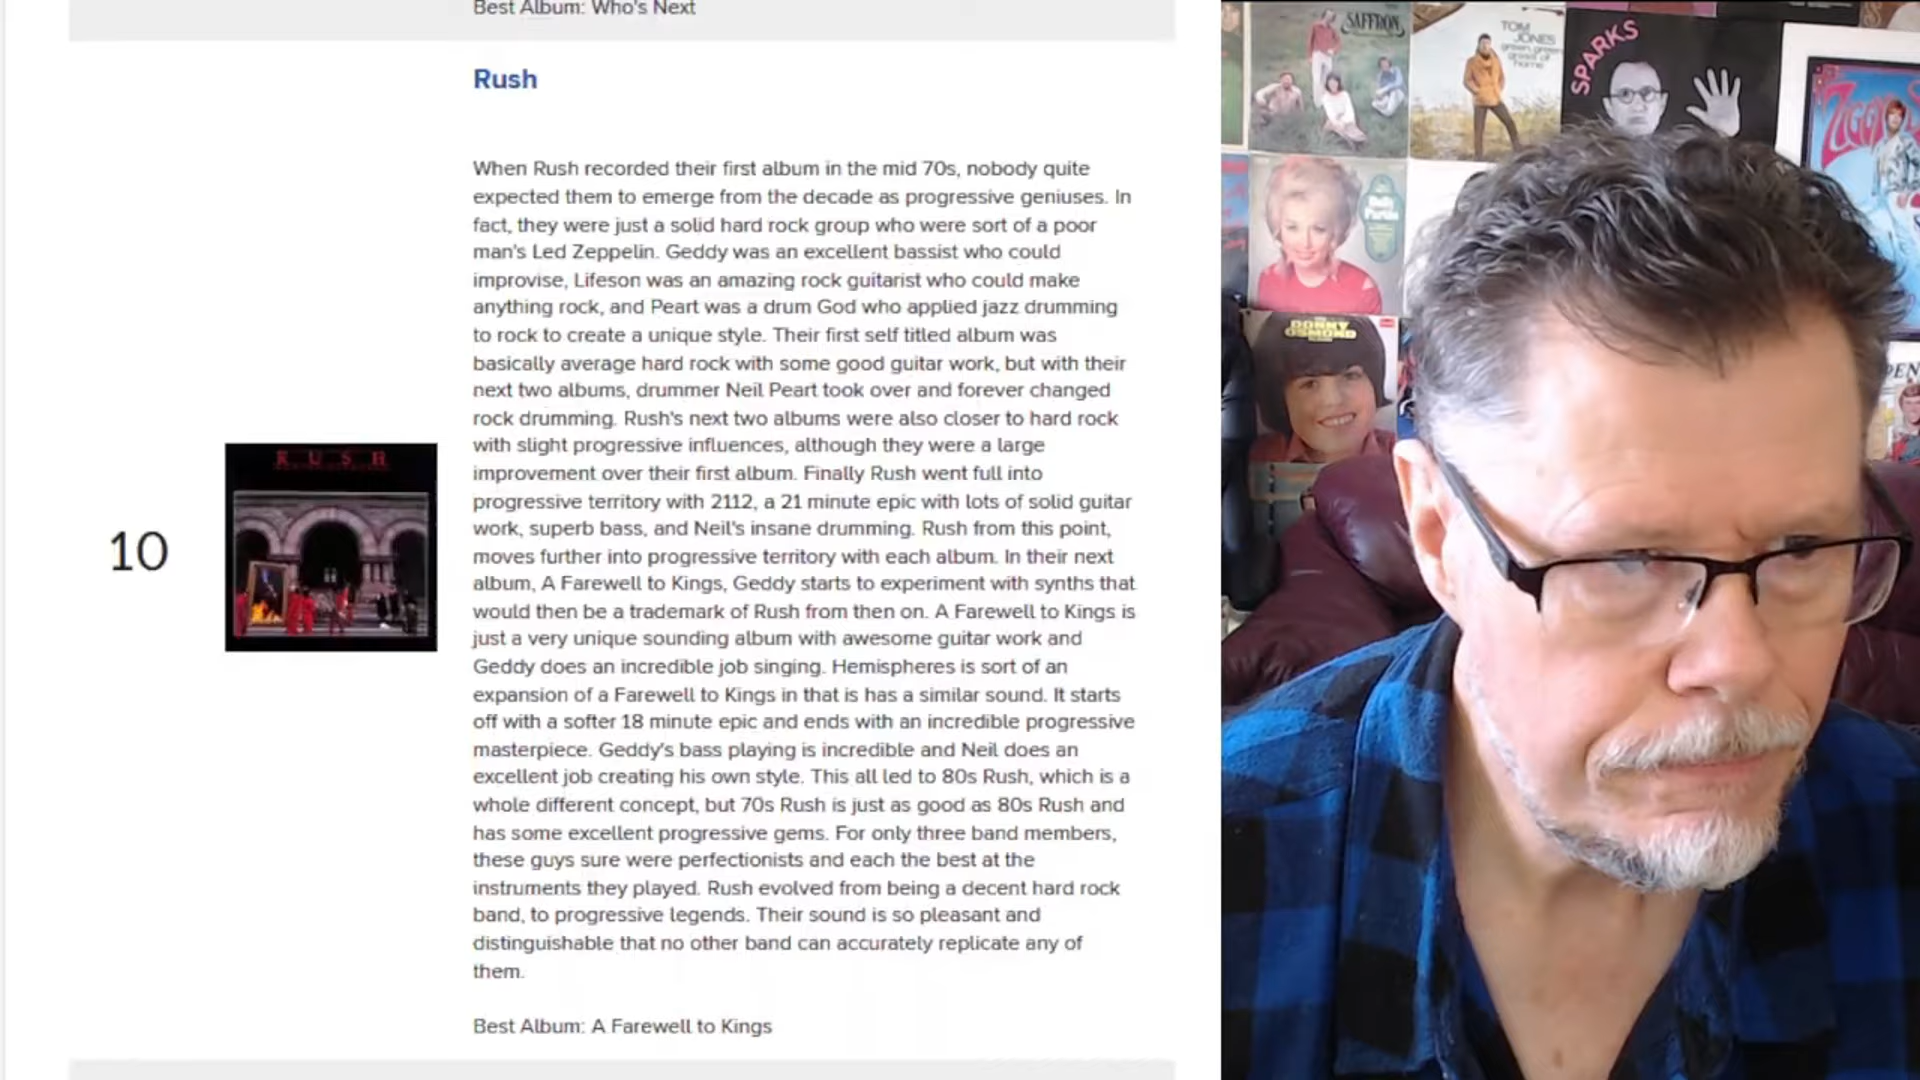 Best Album: Who's Next
Rush
When Rush recorded their first album in the mid 70s, nobody quite
expected them to emerge from the decade as progressive geniuses. In
fact, they were just a solid hard rock group who were sort of a poor
man's Led Zeppelin. Geddy was an excellent bassist who could
improvise, Lifeson was an amazing rock guitarist who could make
anything rock, and Peart was a drum God who applied jazz drumming
to rock to create a unique style. Their first self titled album was
basically average hard rock with some good guitar work, but with their
next two albums, drummer Neil Peart took over and forever changed
rock drumming. Rush's next two albums were also closer to hard rock
with slight progressive influences, although they were a large
improvement over their first album. Finally Rush went full into
progressive territory with 2112, a 21 minute epic with lots of solid guitar
work, superb bass, and Neil's insane drumming. Rush from this point,
moves further into progressive territory with each album. In their next
album, A Farewell to Kings, Geddy starts to experiment with synths that
would then be a trademark of Rush from then on. A Farewell to Kings is
just a very unique sounding album with awesome guitar work and
Geddy does an incredible job singing. Hemispheres is sort of an
expansion of a Farewell to Kings in that is has a similar sound. It starts
off with a softer 18 minute epic and ends with an incredible progressive
masterpiece. Geddy's bass playing is incredible and Neil does an
excellent job creating his own style. This all led to 80s Rush, which is a
whole different concept, but 70s Rush is just as good as 80s Rush and
has some excellent progressive gems. For only three band members,
these guys sure were perfectionists and each the best at the
instruments they played. Rush evolved from being a decent hard rock
band, to progressive legends. Their sound is so pleasant and
distinguishable that no other band can accurately replicate any of
them.
Best Album: A Farewell to Kings
10
RUSH
SAFFRON
TOM
JONES
green, green
grass of
home
SPARKS
ZIGGY
Dolly
Parton
DONNY
OSMOND